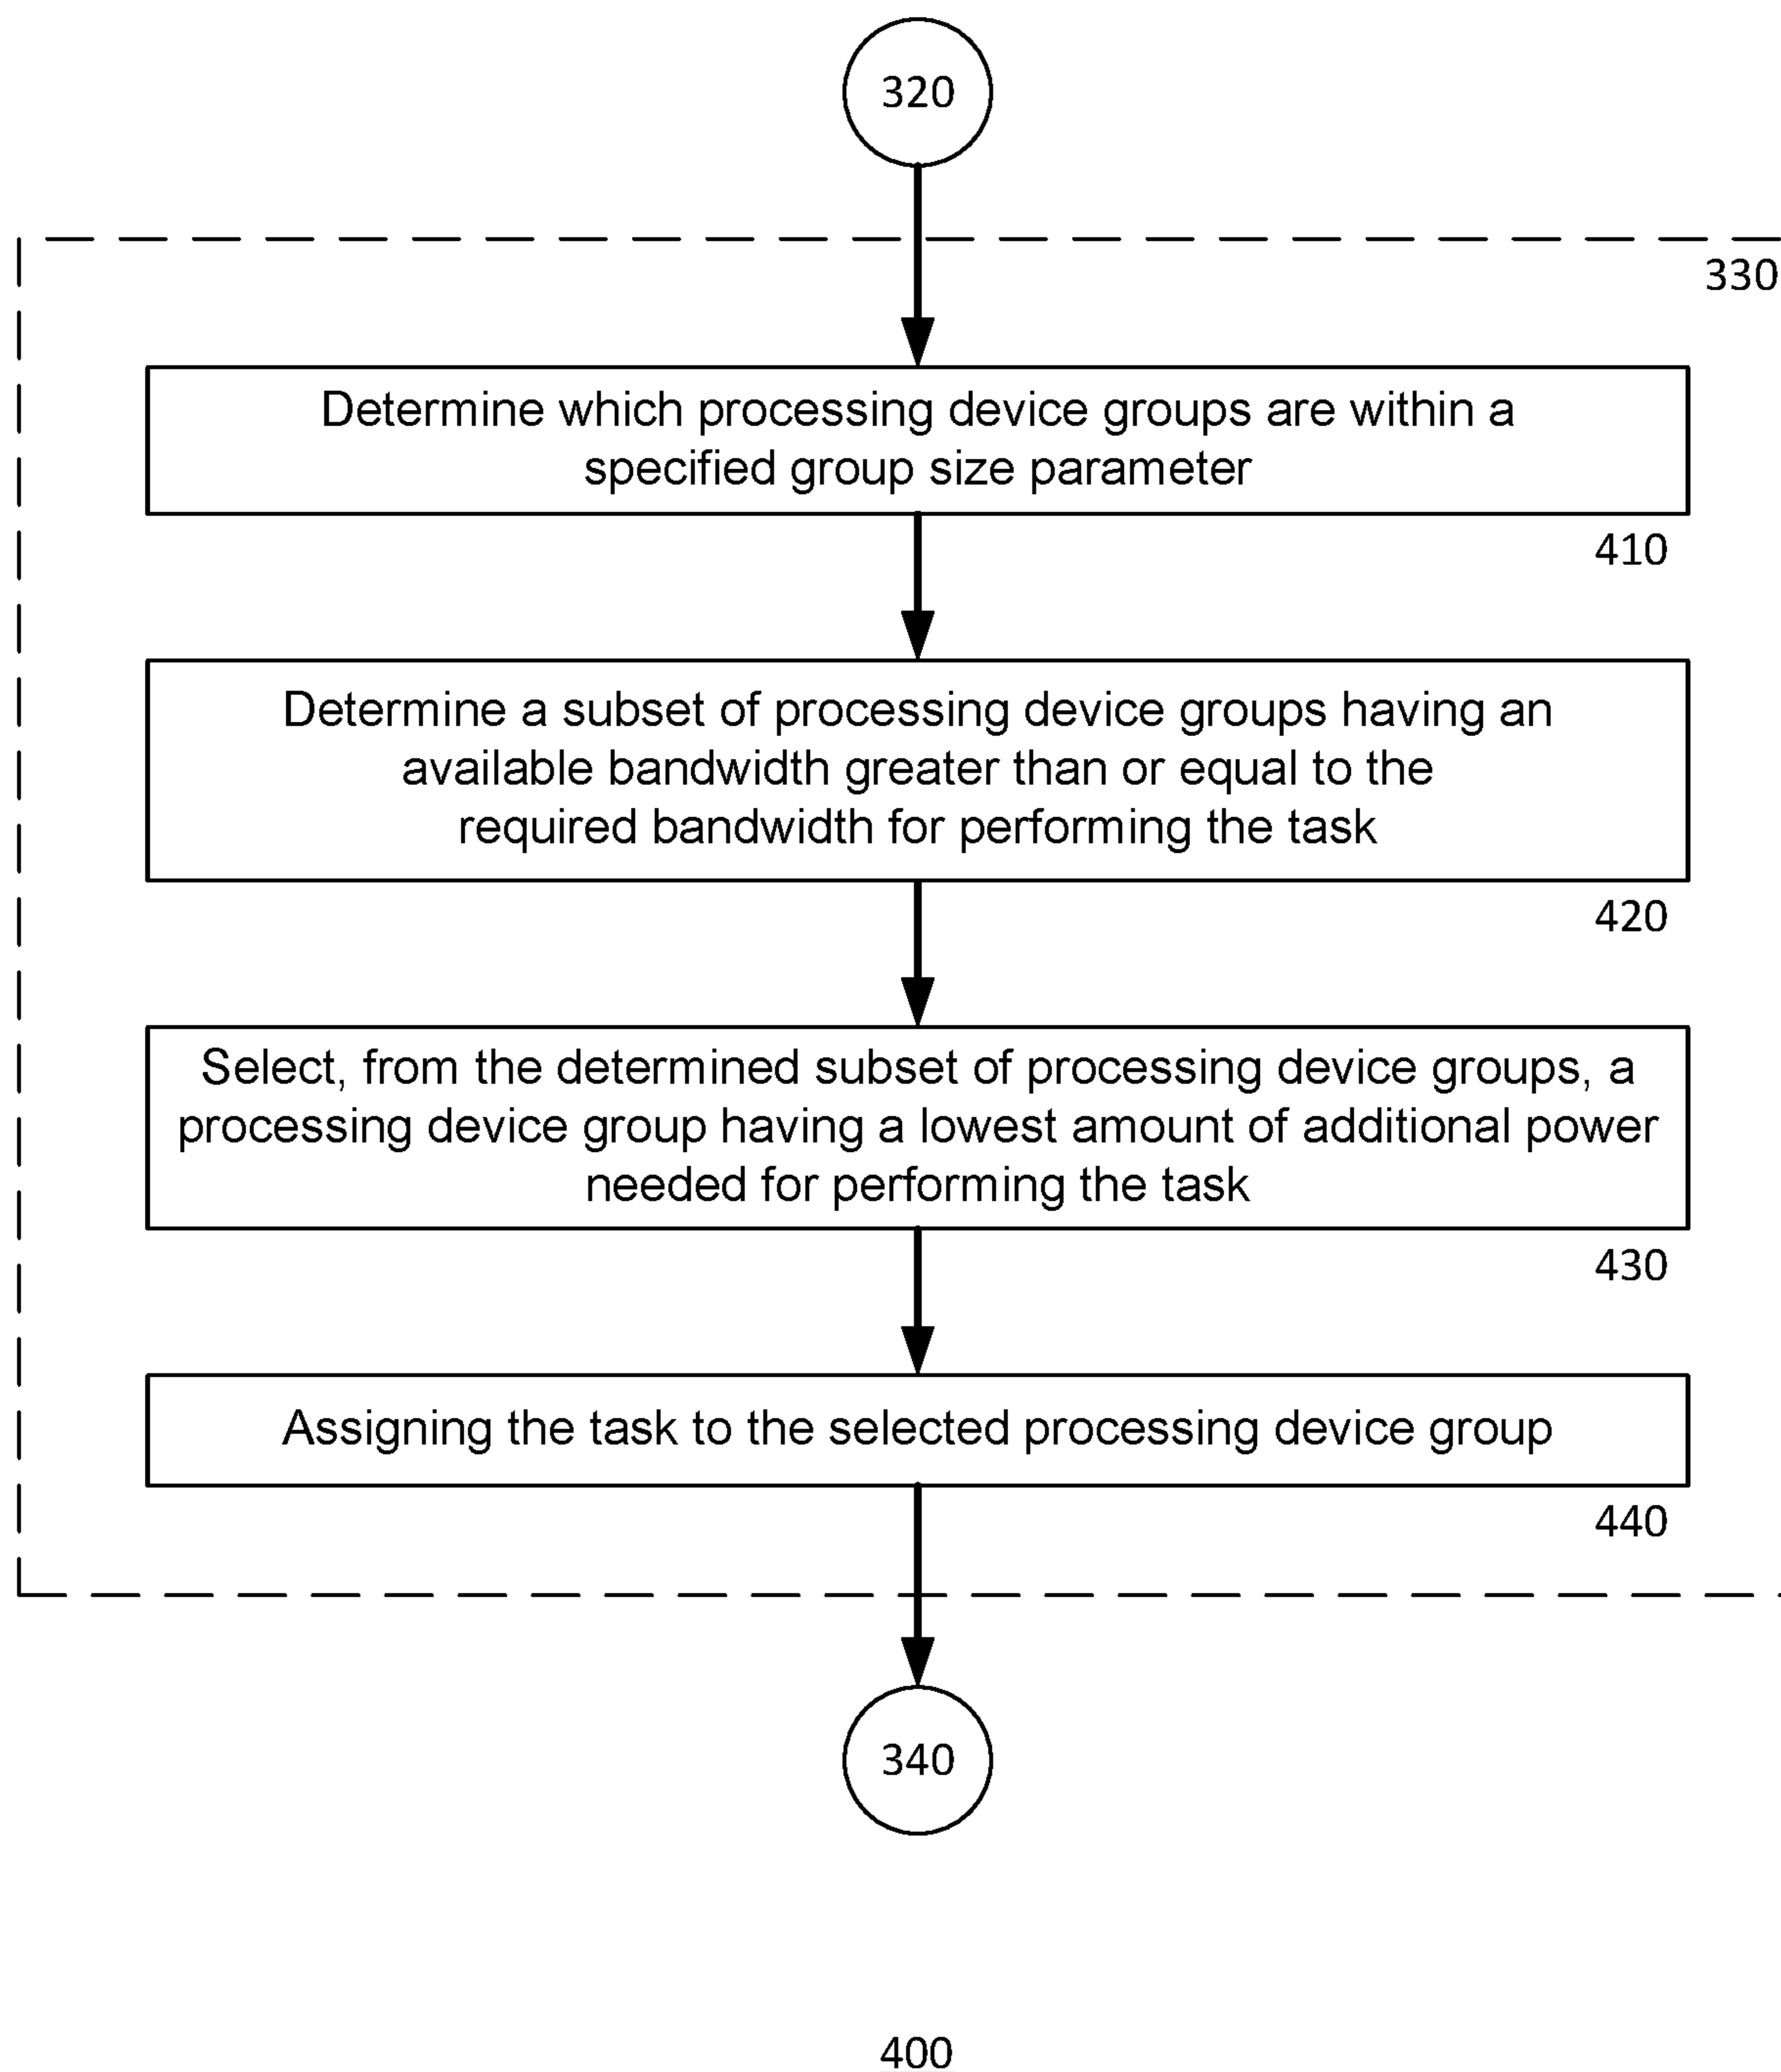 320
330
Determine which processing device groups are within a
specified group size parameter
410
Determine a subset of processing device groups having an
available bandwidth greater than or equal to the
required bandwidth for performing the task
420
Select, from the determined subset of processing device groups, a
processing device group having a lowest amount of additional power
needed for performing the task
430
Assigning the task to the selected processing device group
440
340
400